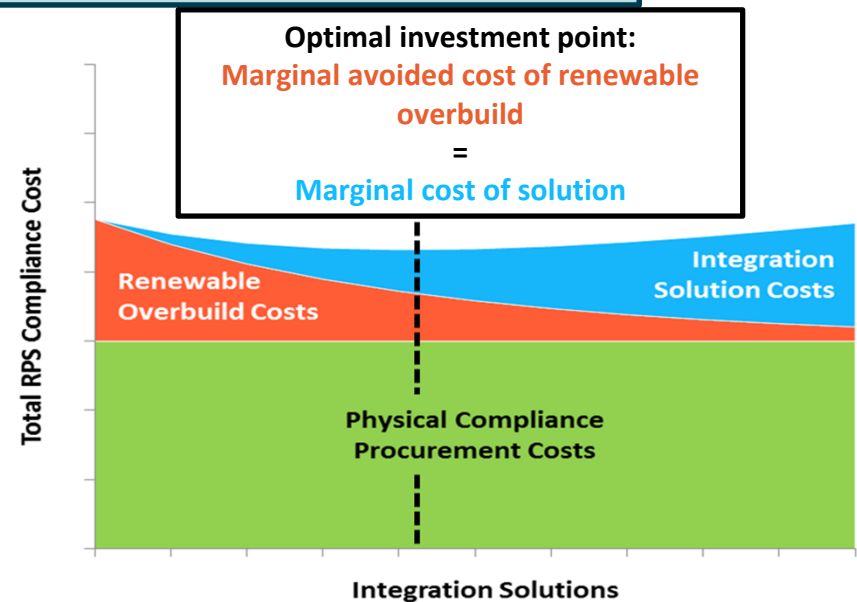 Optimal investment point:
Marginal avoided cost of renewable
overbuild
=
Marginal cost of solution
Total RPS Compliance Cost
Renewable
Overbuild Costs
Integration
Solution Costs
Physical Compliance
Procurement Costs
Integration Solutions